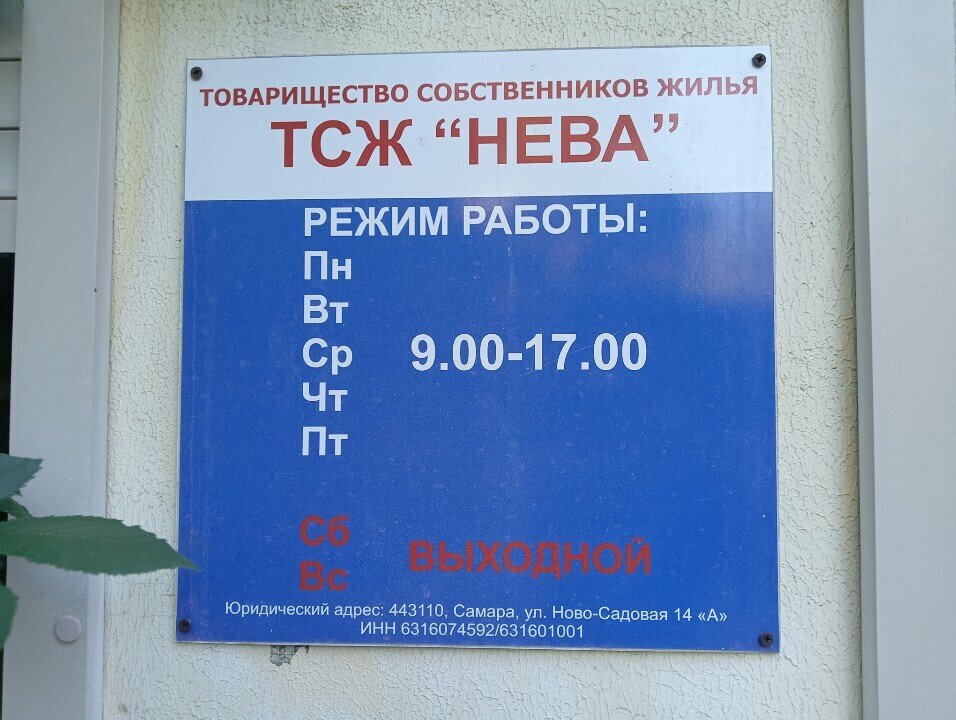 ТОВАРИЩЕСТВО СОБСТВЕННИКОВ ЖИЛЬЯ
ТСЖ “НЕВА”
РЕЖИМ РАБОТЫ:
Пн
Вт
Ср 9.00-17.00
Чт
Пт
Сб
Вс ВЫХОДНОЙ
Юридический адрес: 443110, Самара, ул. Ново-Садовая 14 «А»
ИНН 6316074592/631601001